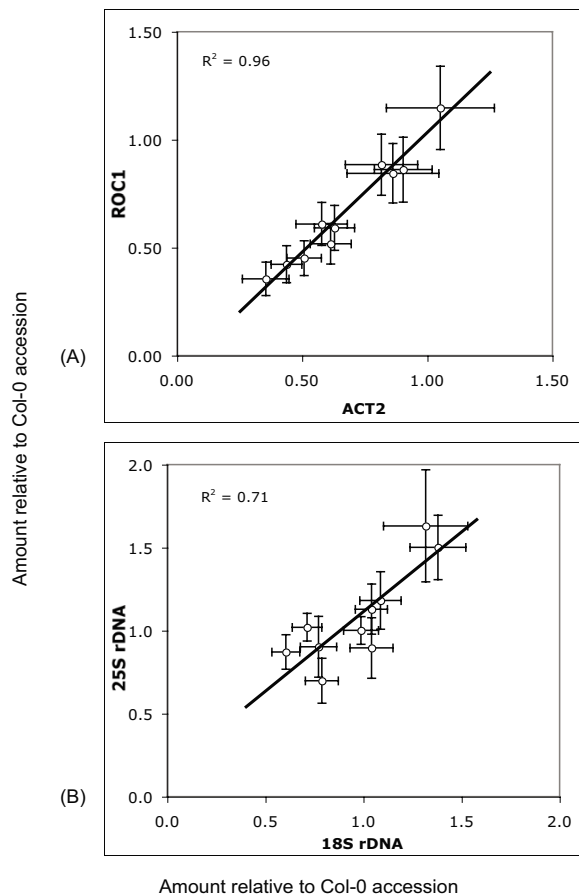 1.50
R² = 0.96
1.00
ROC1
0.50
0.00
0.00 0.50 1.00 1.50
ACT2
(A)
Amount relative to Col-0 accession
2.0
R² = 0.71
1.5
25S rDNA
1.0
0.5
0.0
0.0 0.5 1.0 1.5 2.0
18S rDNA
(B)
Amount relative to Col-0 accession